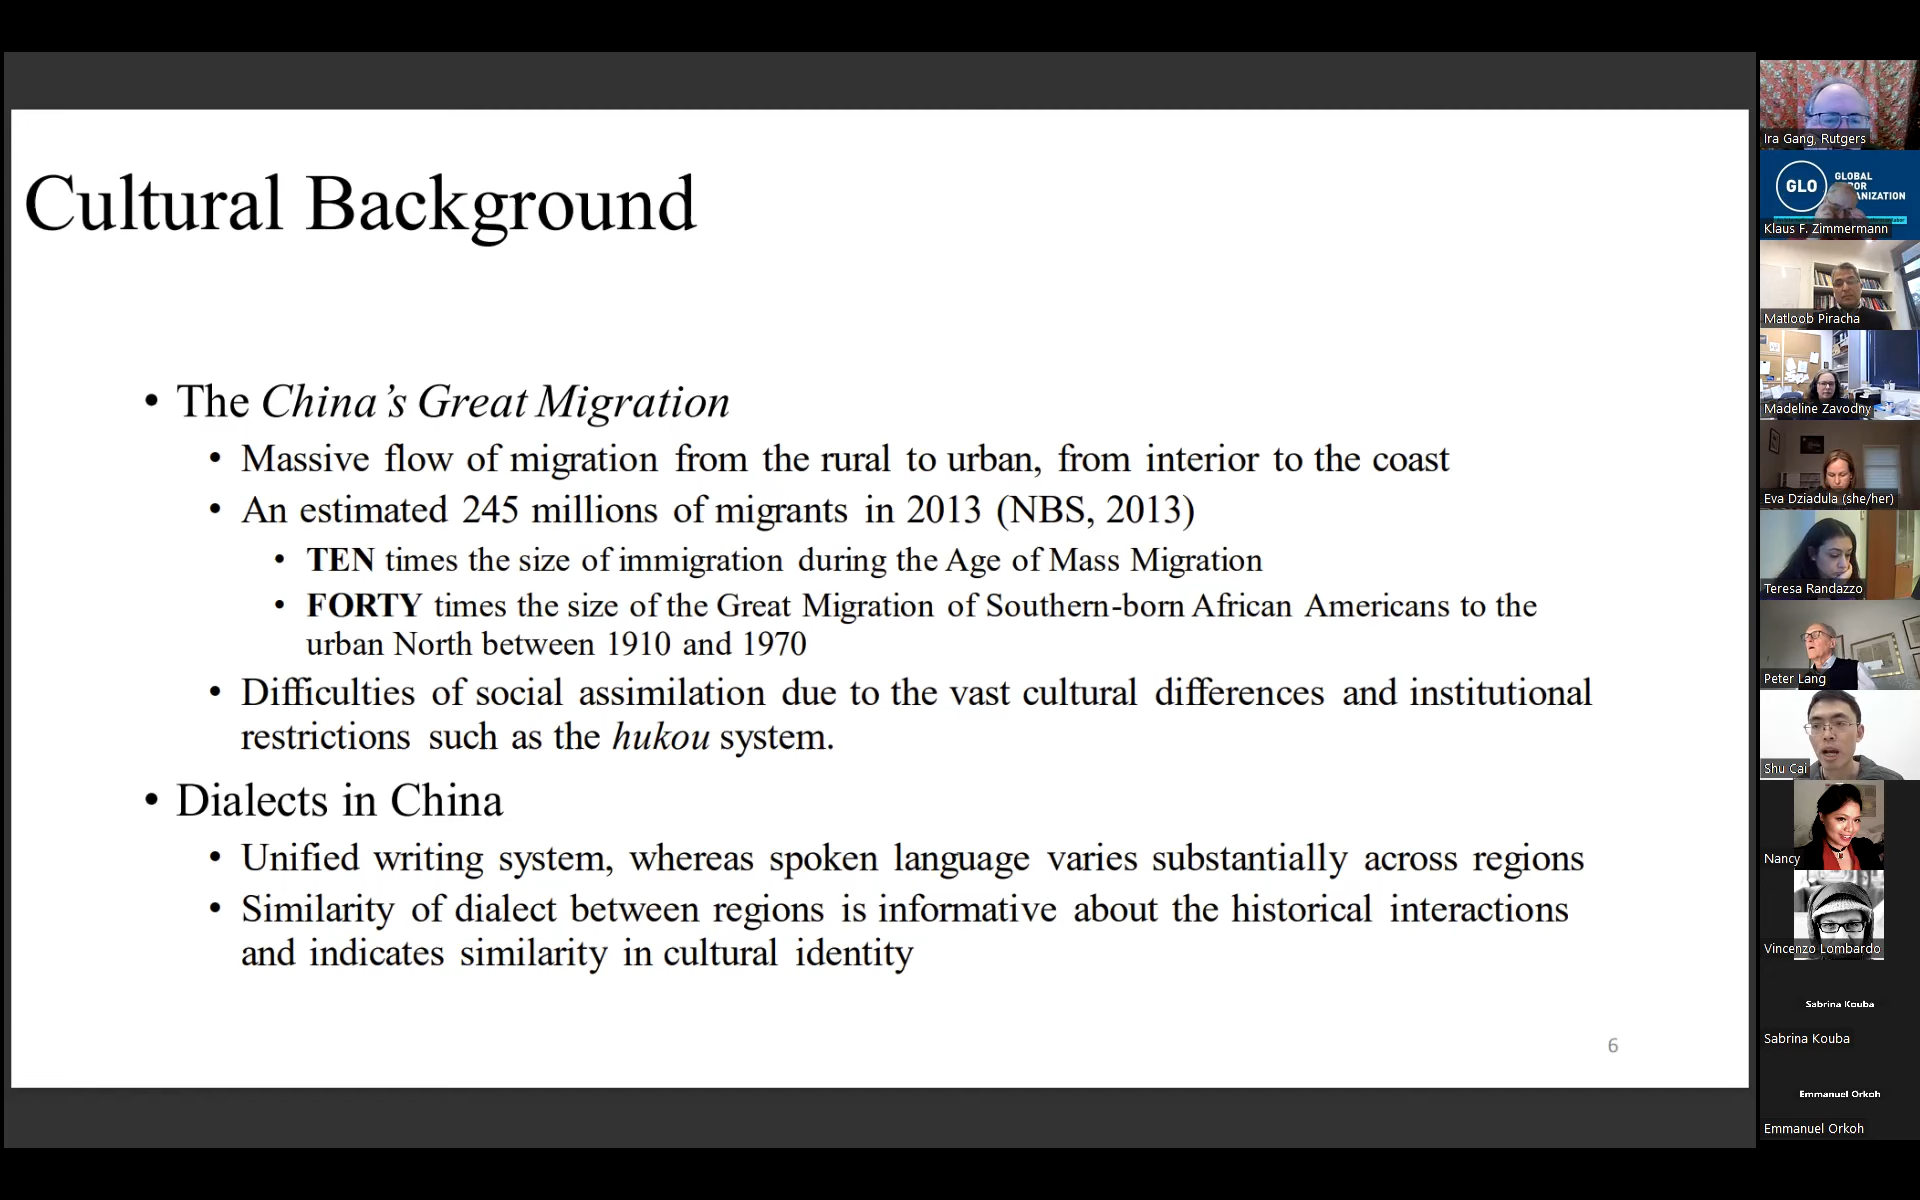 Cultural Background
• The China's Great Migration
• Massive flow of migration from the rural to urban, from interior to the coast
• An estimated 245 millions of migrants in 2013 (NBS, 2013)
• TEN times the size of immigration during the Age of Mass Migration
• FORTY times the size of the Great Migration of Southern-born African Americans to the
urban North between 1910 and 1970
• Difficulties of social assimilation due to the vast cultural differences and institutional
restrictions such as the hukou system.
• Dialects in China
• Unified writing system, whereas spoken language varies substantially across regions
• Similarity of dialect between regions is informative about the historical interactions
and indicates similarity in cultural identity
6
Ira Gang, Rutgers
GLO
GLOBAL
Klaus F. Zimmermann
Matloob Piracha
Madeline Zavodny
Eva Dziadula (she/her)
Teresa Randazzo
Peter Lang
Shu Cai
Nancy
Vincenzo Lombardo
Sabrina Kouba
Sabrina Kouba
Emmanuel Orkoh
Emmanuel Orkoh